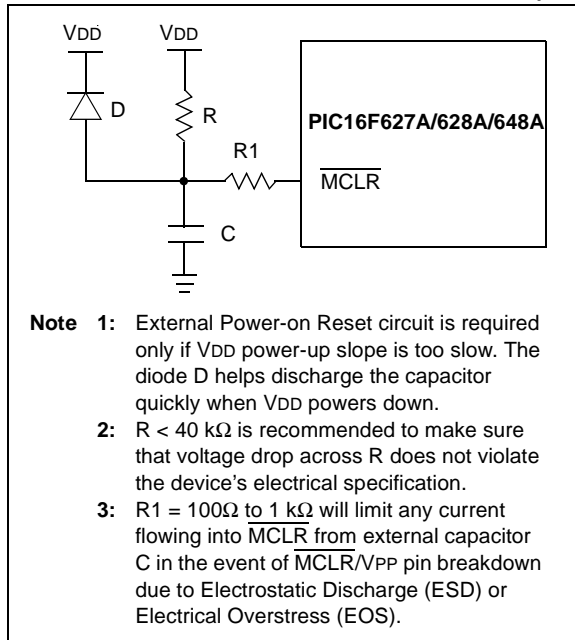 VDD VDD
D
R
PIC16F627A/628A/648A
R1
MCLR
C
Note 1: External Power-on Reset circuit is required
only if VDD power-up slope is too slow. The
diode D helps discharge the capacitor
quickly when VDD powers down.
2: R < 40 kΩ is recommended to make sure
that voltage drop across R does not violate
the device's electrical specification.
3: R1 = 100Ω to 1 kΩ will limit any current
flowing into MCLR from external capacitor
C in the event of MCLR/VPP pin breakdown
due to Electrostatic Discharge (ESD) or
Electrical Overstress (EOS).